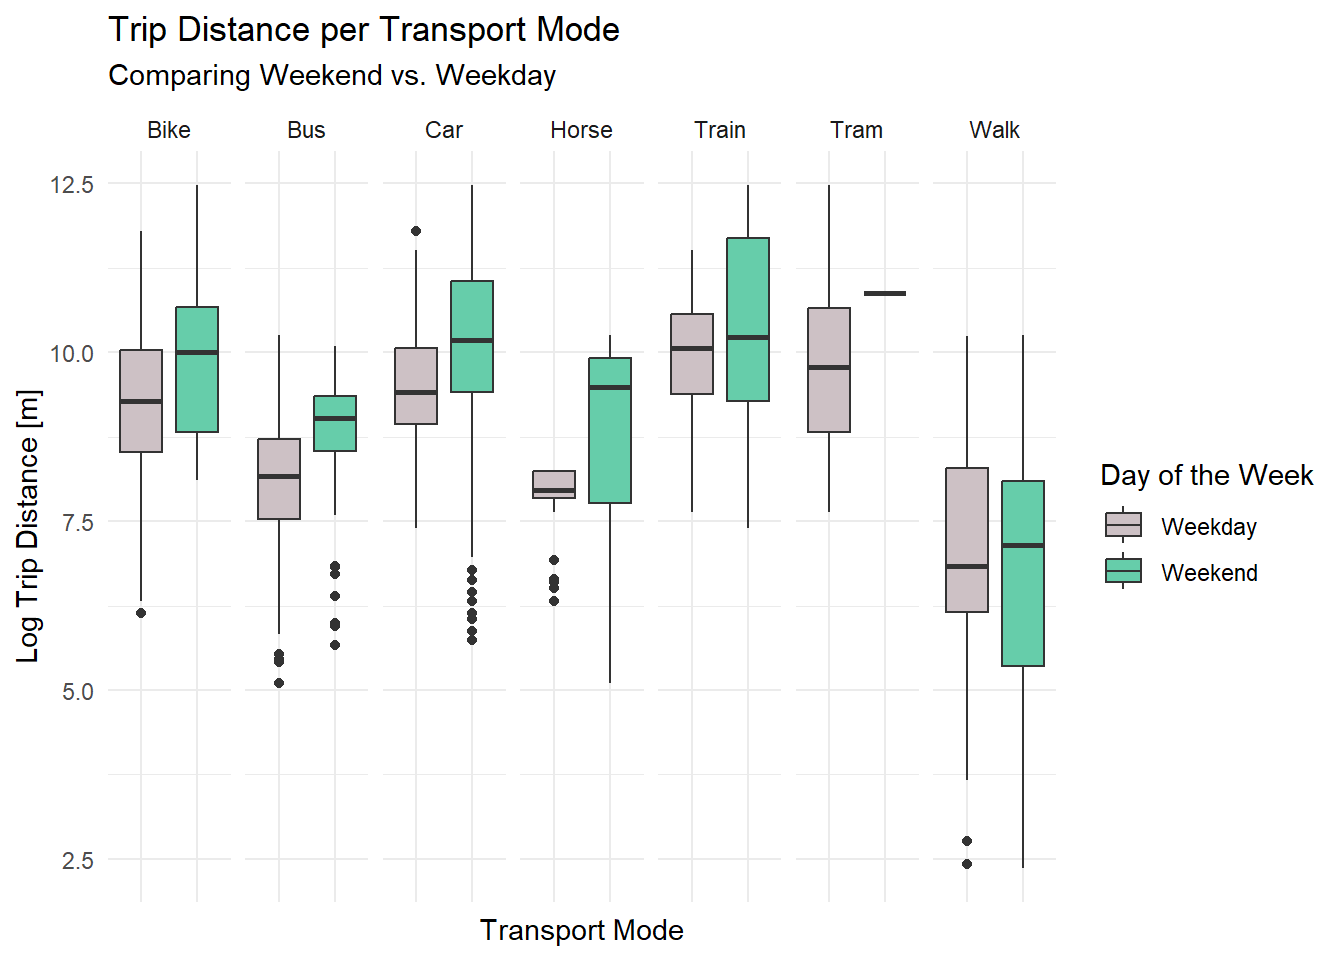 Trip Distance per Transport Mode
Comparing Weekend vs. Weekday
Bike Bus Car Horse Train Tram Walk
12.5
10.0
7.5
5.0
2.5
Log Trip Distance [m]
Transport Mode
Day of the Week
Weekday
Weekend